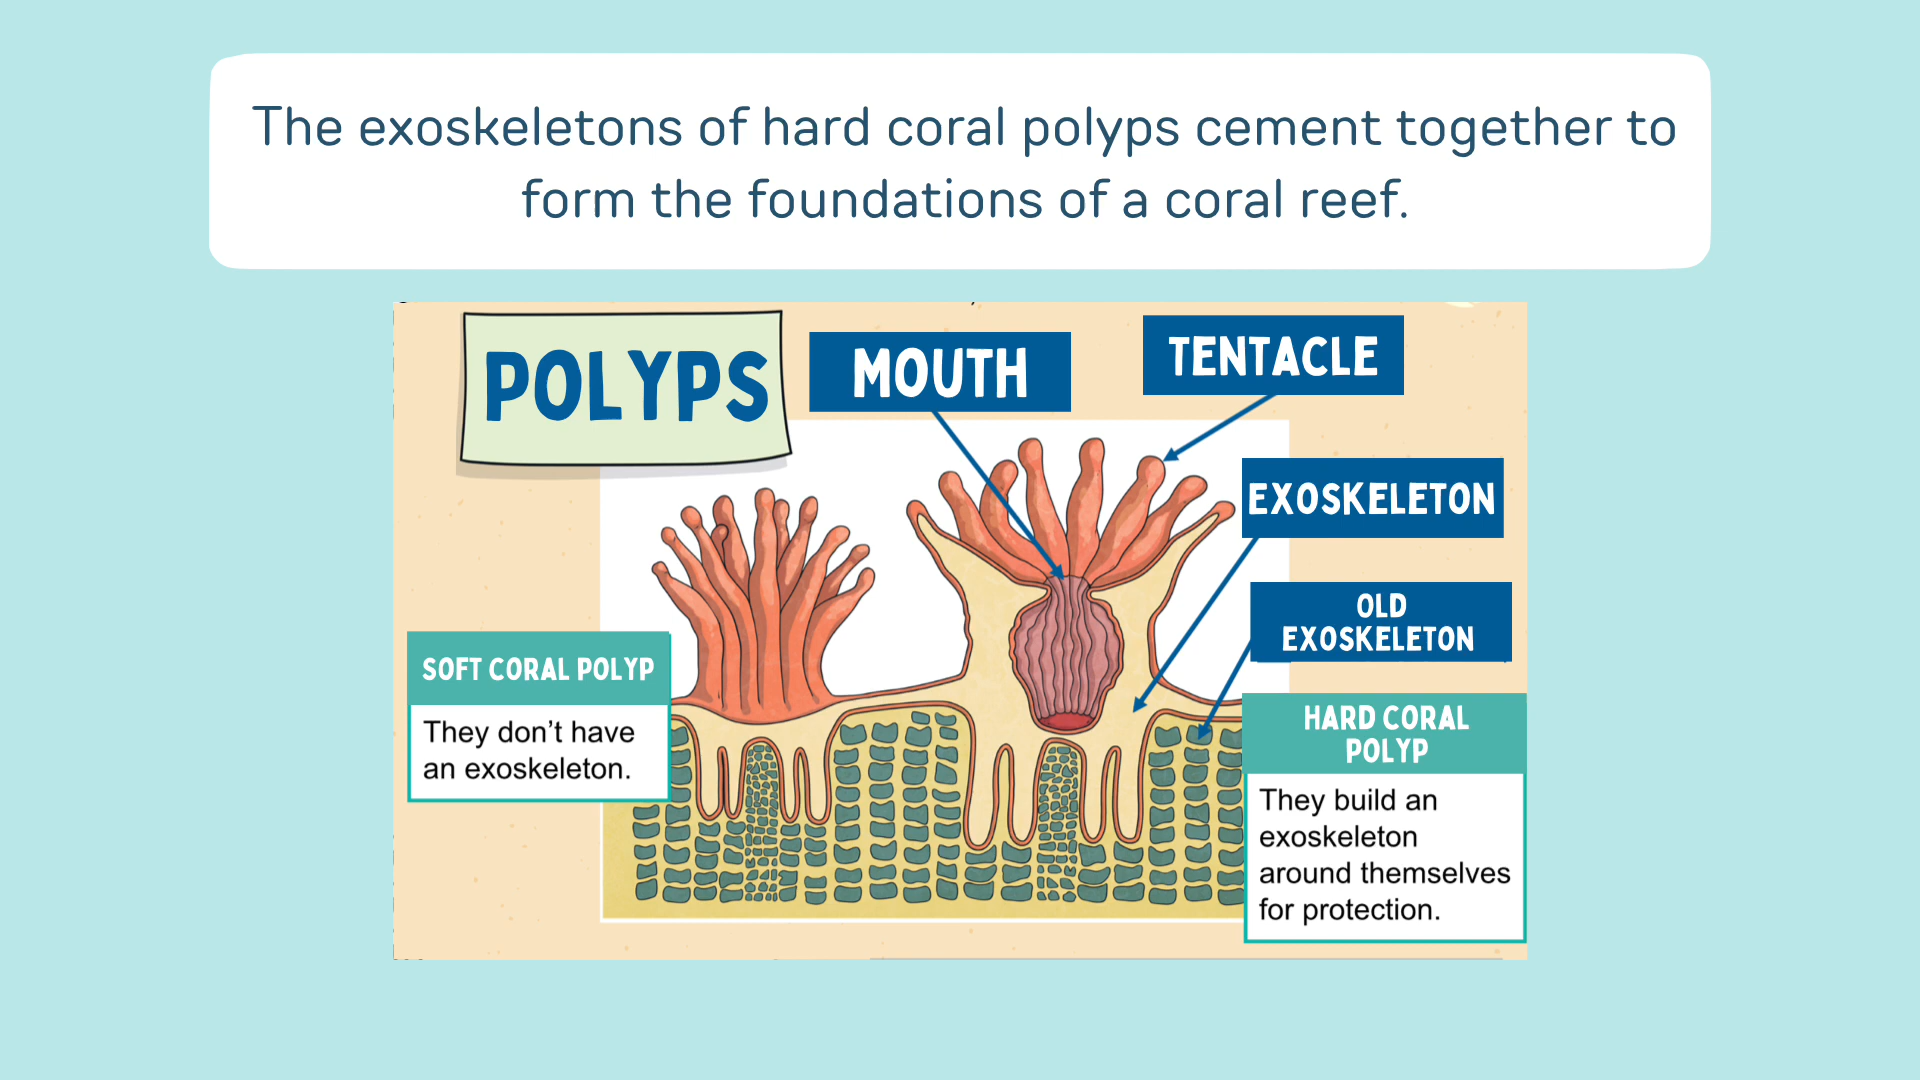 The exoskeletons of hard coral polyps cement together to
form the foundations of a coral reef.
POLYPS
MOUTH
TENTACLE
EXOSKELETON
OLD
EXOSKELETON
SOFT CORAL POLYP
They don’t have
an exoskeleton.
HARD CORAL
POLYP
They build an
exoskeleton
around themselves
for protection.